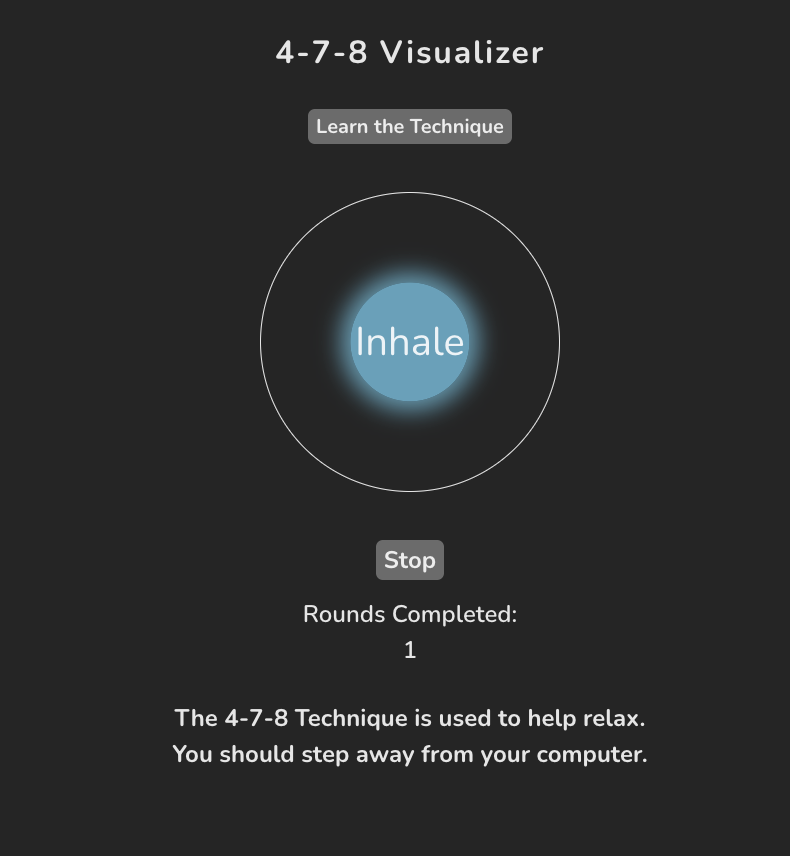 4-7-8 Visualizer
Learn the Technique
Inhale
Stop
Rounds Completed:
1
The 4-7-8 Technique is used to help relax.
You should step away from your computer.